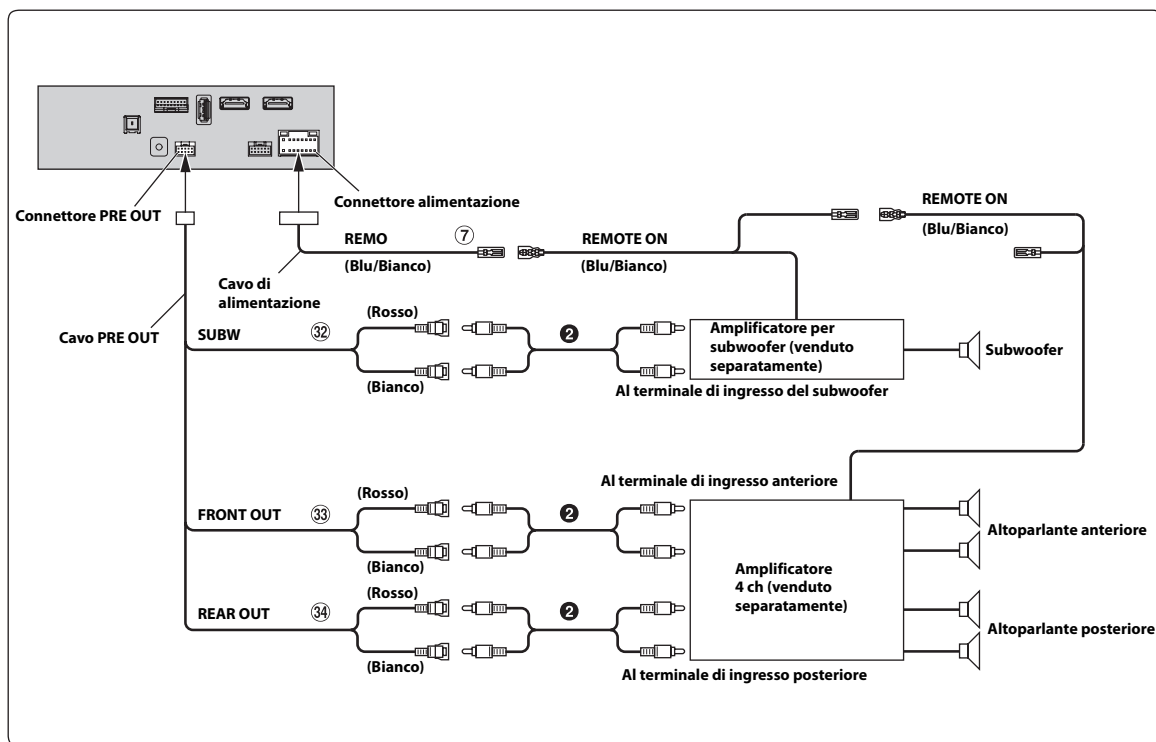 Connettore PRE OUT
Connettore alimentazione
REMOTE ON
(Blu/Bianco)
REMO
⑦
(Blu/Bianco)
REMOTE ON
(Blu/Bianco)
Cavo di
alimentazione
Cavo PRE OUT
SUBW
㉜
(Rosso)
(Bianco)
❷
Amplificatore per
subwoofer (venduto
separatamente)
Subwoofer
Al terminale di ingresso del subwoofer
Al terminale di ingresso anteriore
FRONT OUT
㉝
(Rosso)
(Bianco)
❷
Altoparlante anteriore
Amplificatore
4 ch (venduto
separatamente)
REAR OUT
㉞
(Rosso)
(Bianco)
❷
Altoparlante posteriore
Al terminale di ingresso posteriore